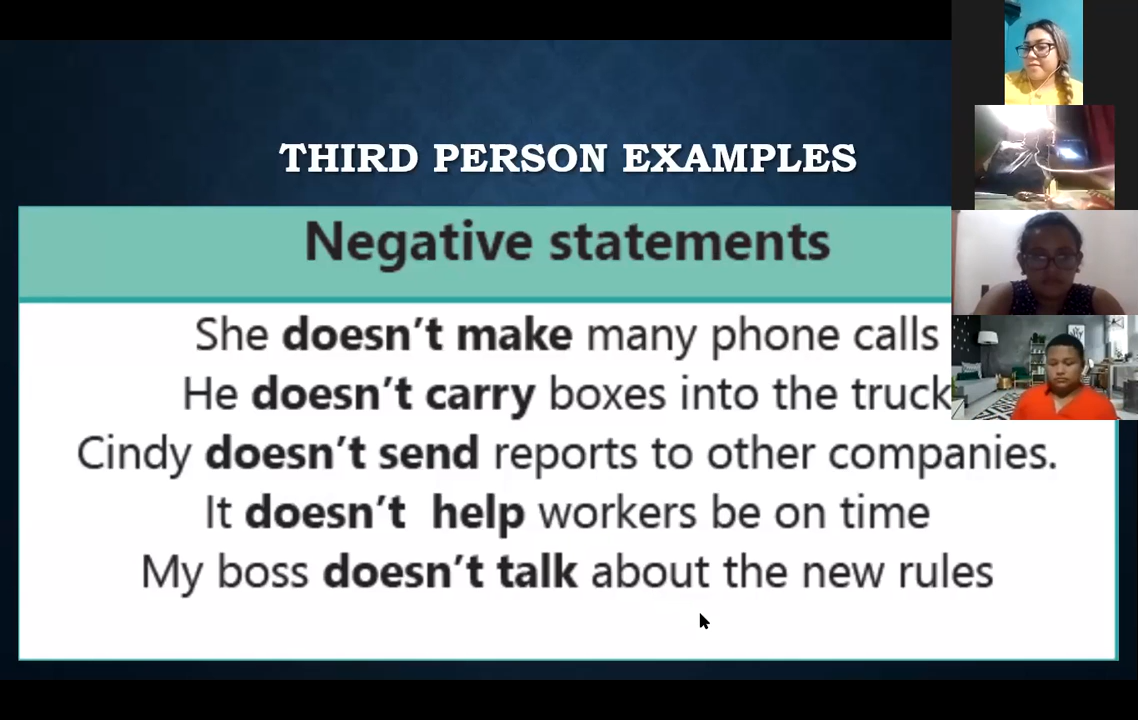 THIRD PERSON EXAMPLES
Negative statements
She doesn't make many phone calls
He doesn't carry boxes into the truck
Cindy doesn't send reports to other companies.
It doesn't  help workers be on time
My boss doesn't talk about the new rules